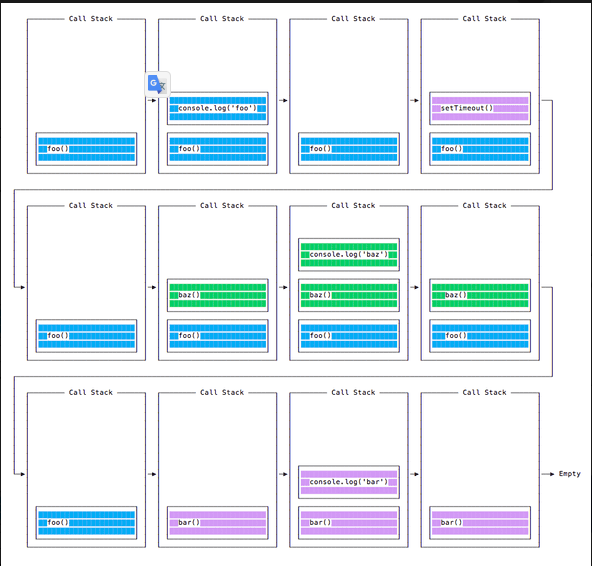 Call Stack Call Stack Call Stack Call Stack
console.log('foo') setTimeout()
foo() foo() foo() foo()
Call Stack Call Stack Call Stack Call Stack
console.log('baz')
baz() baz() baz()
foo() foo() foo() foo()
Call Stack Call Stack Call Stack Call Stack
console.log('bar') Empty
foo() bar() bar() bar()